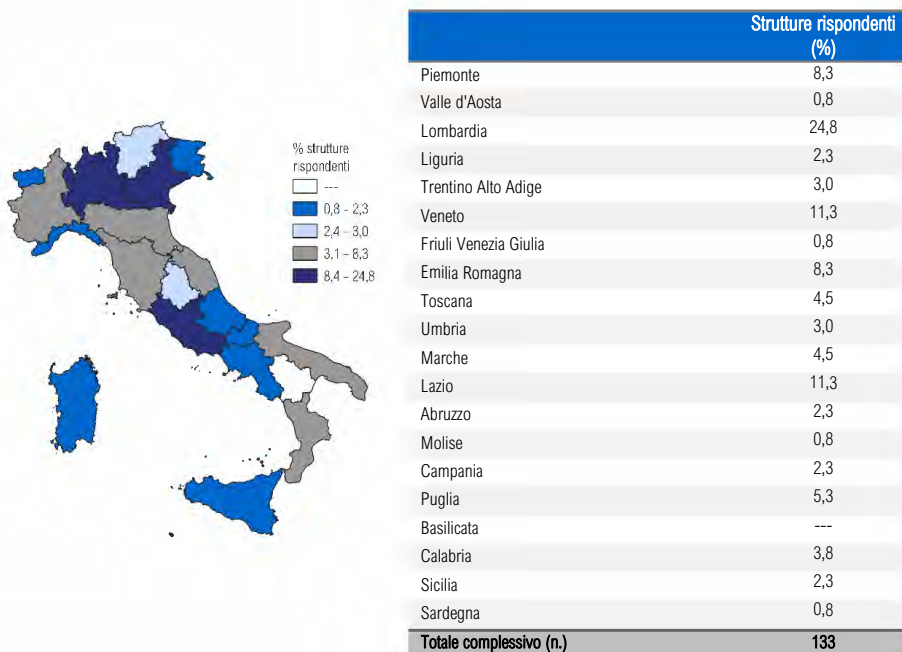 % strutture
rispondenti
---
0,8 - 2,3
2,4 - 3,0
3,1 - 8,3
8,4 - 24,8
Strutture rispondenti
(%)
Piemonte 8,3
Valle d'Aosta 0,8
Lombardia 24,8
Liguria 2,3
Trentino Alto Adige 3,0
Veneto 11,3
Friuli Venezia Giulia 0,8
Emilia Romagna 8,3
Toscana 4,5
Umbria 3,0
Marche 4,5
Lazio 11,3
Abruzzo 2,3
Molise 0,8
Campania 2,3
Puglia 5,3
Basilicata ---
Calabria 3,8
Sicilia 2,3
Sardegna 0,8
Totale complessivo (n.) 133